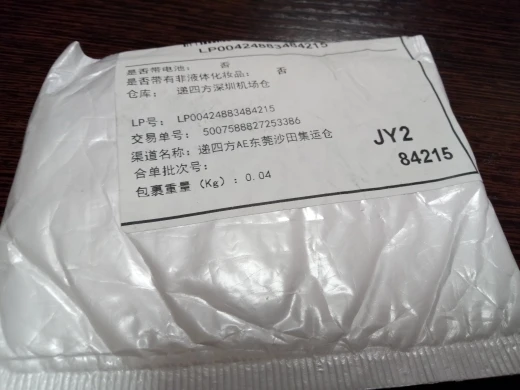 LP00424883484215
是否带电池： 否
是否带有非液体化妆品： 否
仓库： 递四方深圳机场仓
LP号：LP00424883484215
交易单号：5007588827253386
渠道名称：递四方AE东莞沙田集运仓
合单批次号：
包裹重量（Kg）：0.04
JY2
84215